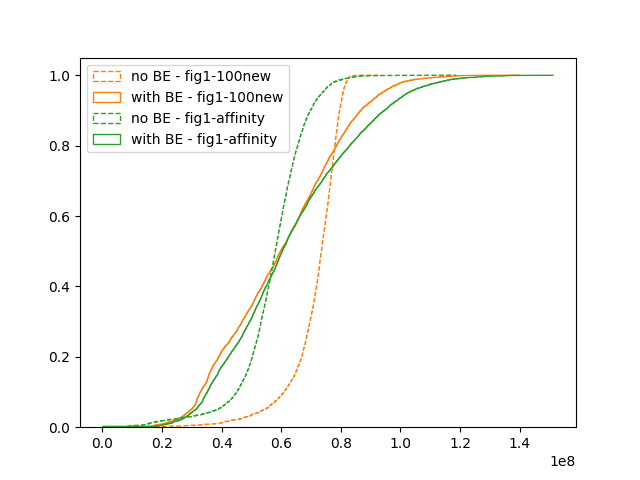 no BE - fig1-100new
with BE - fig1-100new
no BE - fig1-affinity
with BE - fig1-affinity
1.0
0.8
0.6
0.4
0.2
0.0
0.0 0.2 0.4 0.6 0.8 1.0 1.2 1.4
1e8